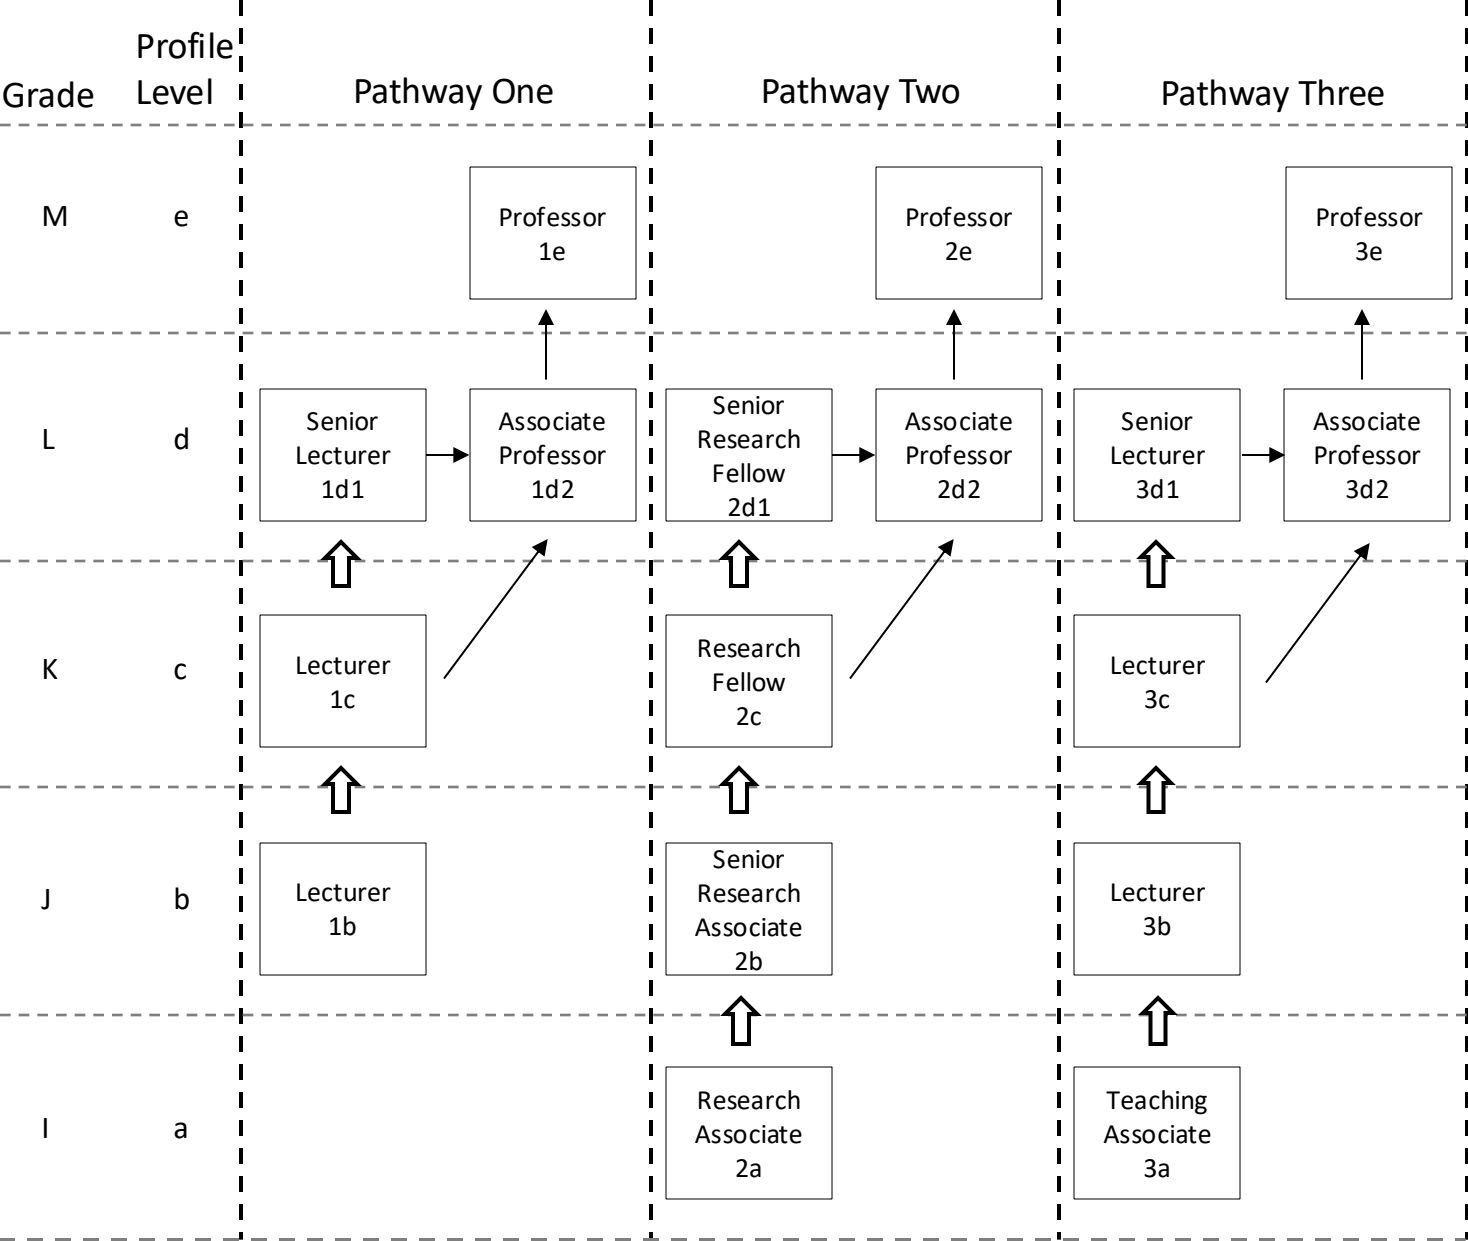 Profile
Grade Level Pathway One Pathway Two Pathway Three
M e
Professor
1e
Professor
2e
Professor
3e
L d
Senior
Lecturer
1d1
Associate
Professor
1d2
Senior
Research
Fellow
2d1
Associate
Professor
2d2
Senior
Lecturer
3d1
Associate
Professor
3d2
K c
Lecturer
1c
Research
Fellow
2c
Lecturer
3c
J b
Lecturer
1b
Senior
Research
Associate
2b
Lecturer
3b
I a
Research
Associate
2a
Teaching
Associate
3a